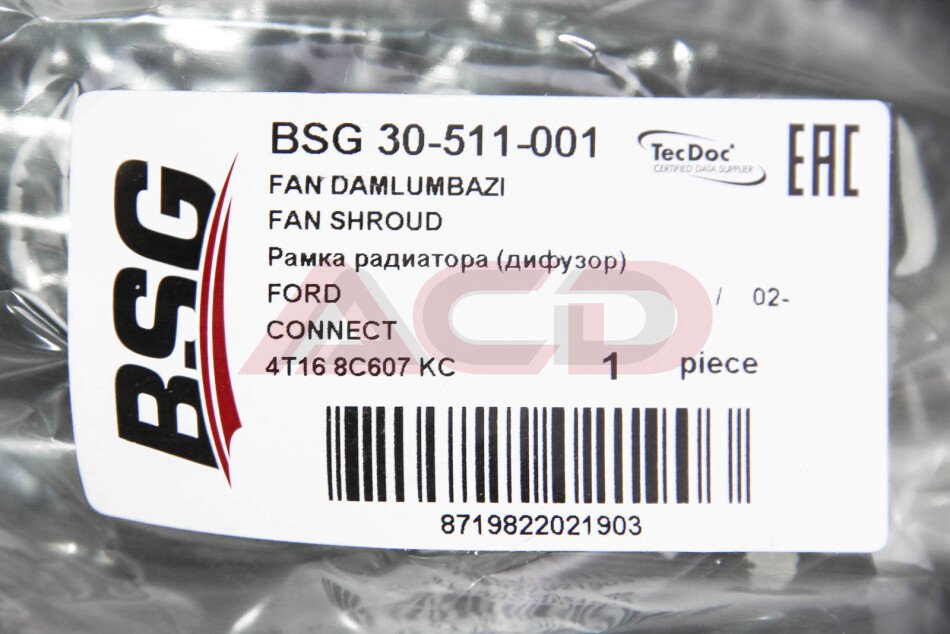 BSG
BSG 30-511-001
TecDoc
CERTIFIED DATA SUPPLIER
EAC
FAN DAMLUMBAZI
FAN SHROUD
Рамка радиатора (дифузор)
FORD / 02-
CONNECT
4T16 8C607 KC 1 piece
8719822021903
ACD